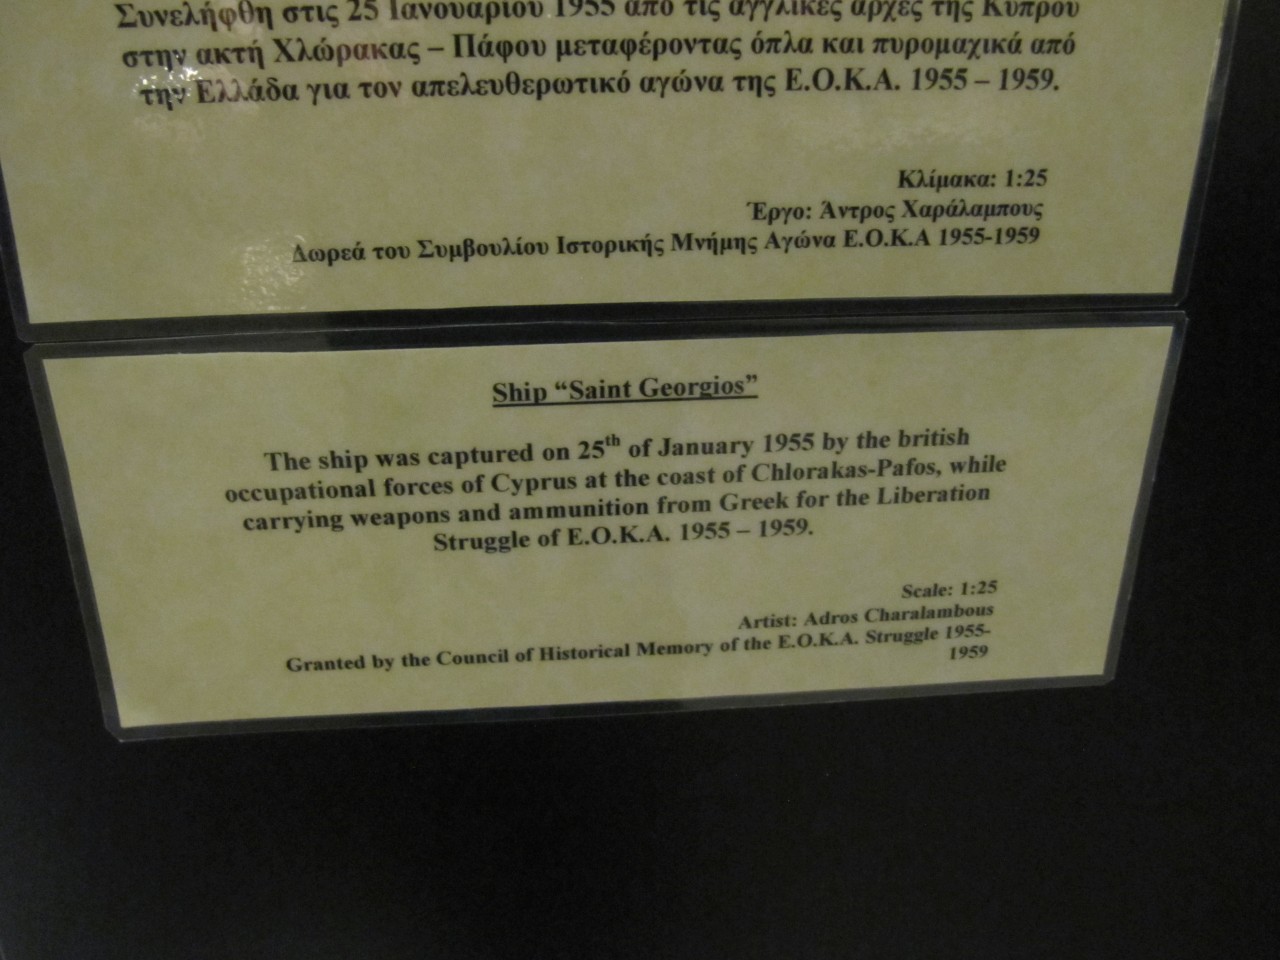 Συνελήφθη στις 25 Ιανουαρίου 1955 από τις αγγλικές αρχές της Κύπρου
στην ακτή Χλώρακας – Πάφου μεταφέροντας όπλα και πυρομαχικά από
την Ελλάδα για τον απελευθερωτικό αγώνα της Ε.Ο.Κ.Α. 1955 – 1959.
Κλίμακα: 1:25
Έργο: Άντρος Χαράλαμπους
Δωρεά του Συμβουλίου Ιστορικής Μνήμης Αγώνα Ε.Ο.Κ.Α 1955-1959
Ship “Saint Georgios”
The ship was captured on 25th of January 1955 by the british
occupational forces of Cyprus at the coast of Chlorakas-Pafos, while
carrying weapons and ammunition from Greek for the Liberation
Struggle of E.O.K.A. 1955 – 1959.
Scale: 1:25
Artist: Adros Charalambous
Granted by the Council of Historical Memory of the E.O.K.A. Struggle 1955-
1959